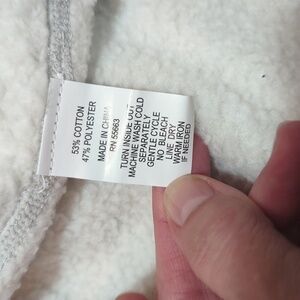 53% COTTON
47% POLYESTER
MADE IN CHINA
RN 55663
TURN INSIDE OUT
MACHINE WASH COLD
SEPARATELY
GENTLE CYCLE
NO BLEACH
LINE DRY
WARM IRON
IF NEEDED